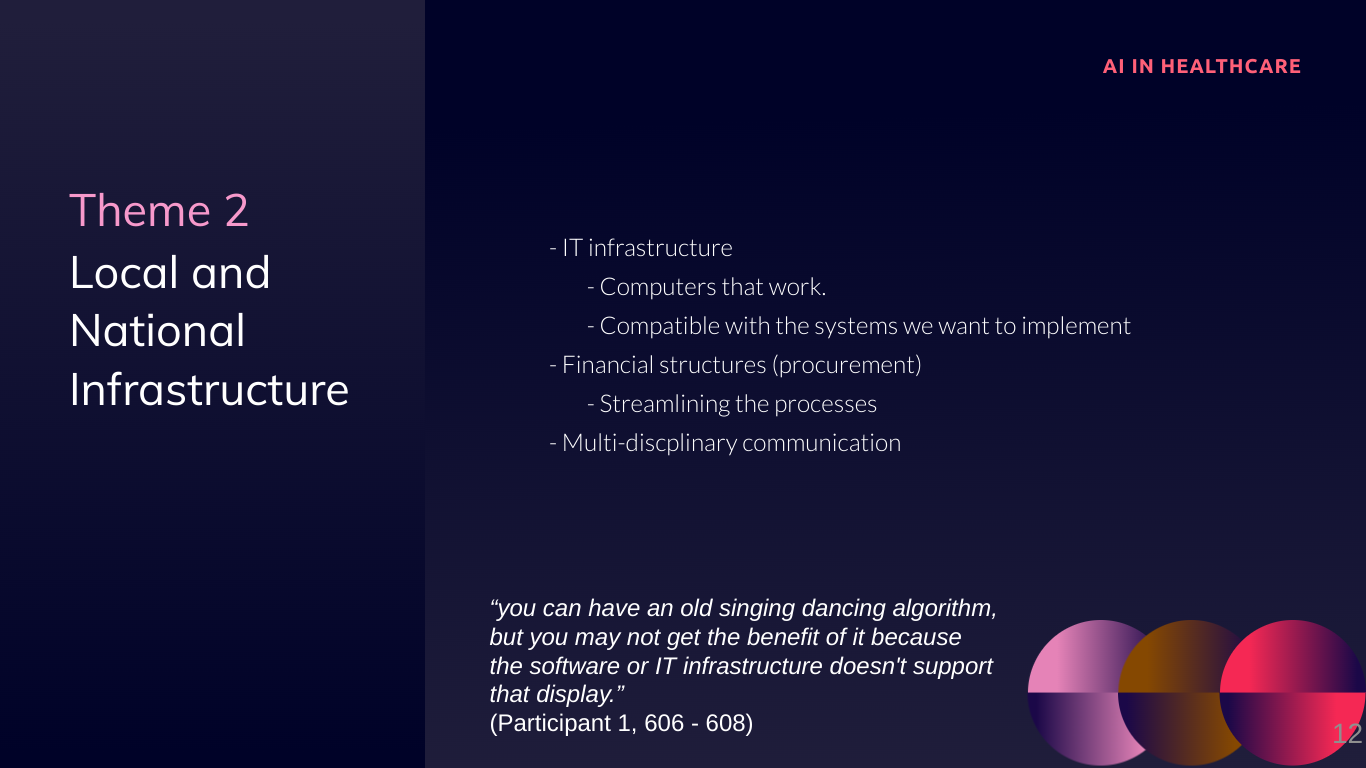 AI IN HEALTHCARE
Theme 2
Local and
National
Infrastructure
- IT infrastructure
- Computers that work.
- Compatible with the systems we want to implement
- Financial structures (procurement)
- Streamlining the processes
- Multi-discplinary communication
“you can have an old singing dancing algorithm,
but you may not get the benefit of it because
the software or IT infrastructure doesn't support
that display.”
(Participant 1, 606 - 608)
12